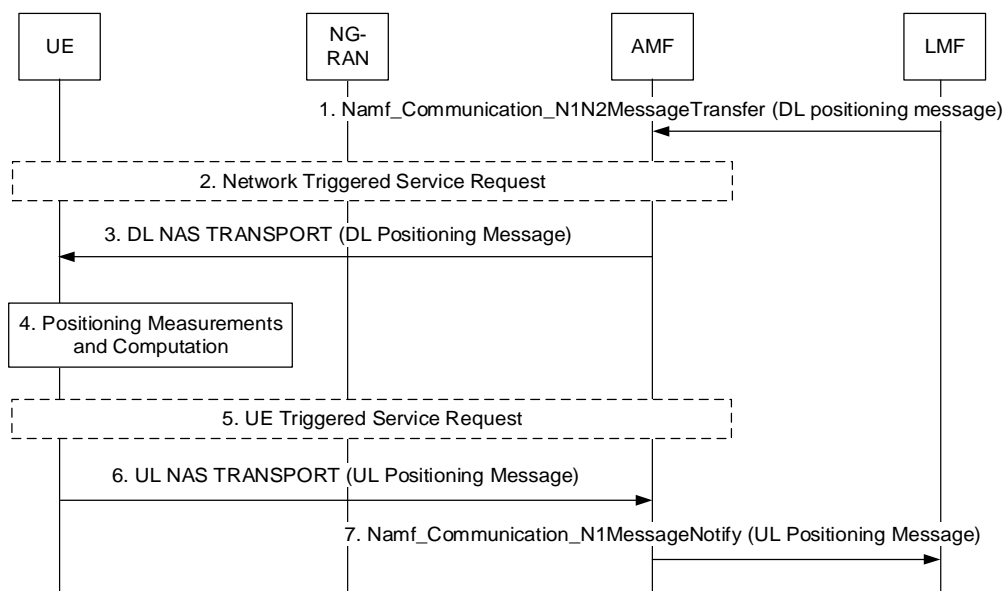 UE
NG-
RAN
AMF
LMF
1. Namf_Communication_N1N2MessageTransfer (DL positioning message)
2. Network Triggered Service Request
3. DL NAS TRANSPORT (DL Positioning Message)
4. Positioning Measurements
and Computation
5. UE Triggered Service Request
6. UL NAS TRANSPORT (UL Positioning Message)
7. Namf_Communication_N1MessageNotify (UL Positioning Message)